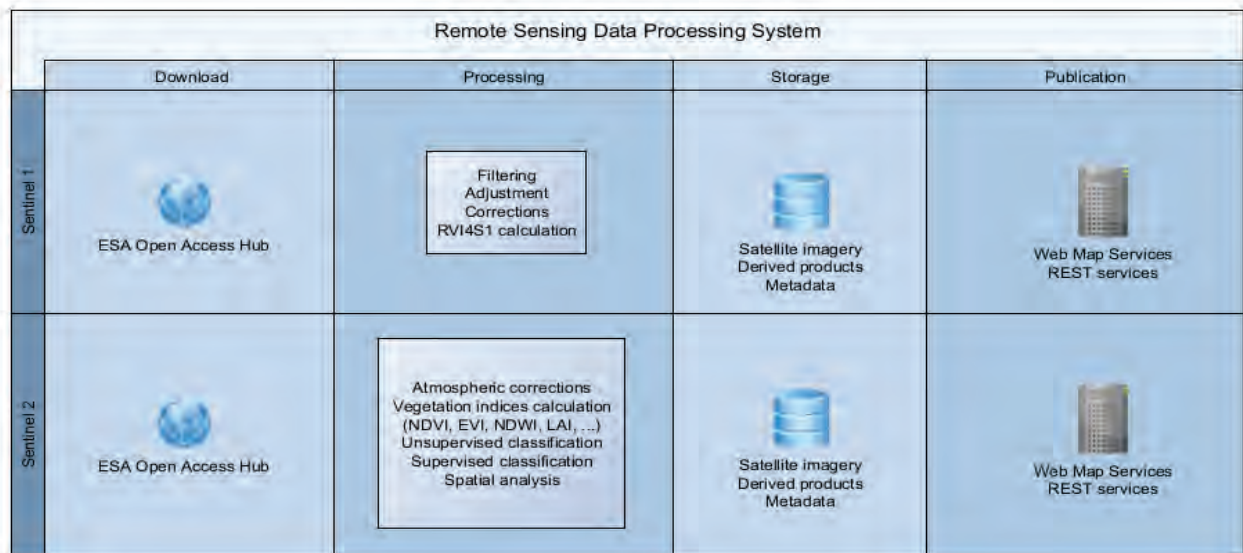 Remote Sensing Data Processing System
Download
Processing
Storage
Publication
Sentinel 1
ESA Open Access Hub
Filtering
Adjustment
Corrections
RVI4S1 calculation
Satellite imagery
Derived products
Metadata
Web Map Services
REST services
Sentinel 2
ESA Open Access Hub
Atmospheric corrections
Vegetation indices calculation
(NDVI, EVI, NDWI, LAI, ...)
Unsupervised classification
Supervised classification
Spatial analysis
Satellite imagery
Derived products
Metadata
Web Map Services
REST services